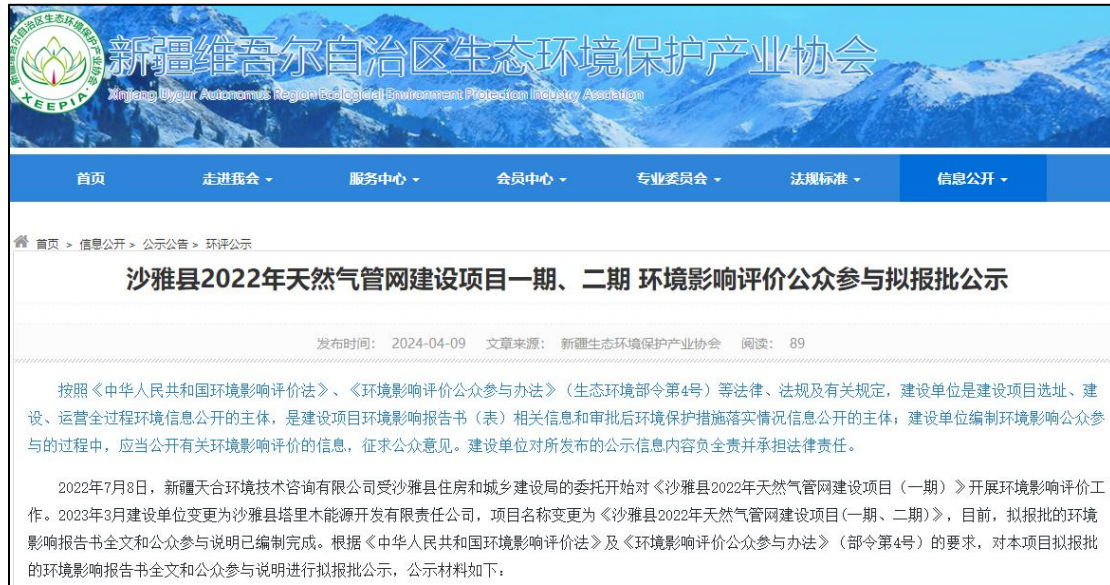 新疆维吾尔自治区生态环境保护产业协会
XEEPIA
新疆维吾尔自治区生态环境保护产业协会
Xinjiang Uygur Autonomus Region Ecological Environment Protection Industry Assciation
首页 走进我会 服务中心 会员中心 专业委员会 法规标准 信息公开
首页 > 信息公开 > 公示公告 > 环评公示
沙雅县2022年天然气管网建设项目一期、二期 环境影响评价公众参与拟报批公示
发布时间： 2024-04-09 文章来源： 新疆生态环境保护产业协会 阅读： 89
按照《中华人民共和国环境影响评价法》、《环境影响评价公众参与办法》（生态环境部令第4号）等法律、法规及有关规定，建设单位是建设项目选址、建
设、运营全过程环境信息公开的主体，是建设项目环境影响报告书（表）相关信息和审批后环境保护措施落实情况信息公开的主体；建设单位编制环境影响公众参
与的过程中，应当公开有关环境影响评价的信息，征求公众意见。建设单位对所发布的公示信息内容负全责并承担法律责任。
2022年7月8日，新疆天合环境技术咨询有限公司受沙雅县住房和城乡建设局的委托开始对《沙雅县2022年天然气管网建设项目（一期）》开展环境影响评价工
作。2023年3月建设单位变更为沙雅县塔里木能源开发有限责任公司，项目名称变更为《沙雅县2022年天然气管网建设项目(一期、二期)》，目前，拟报批的环境
影响报告书全文和公众参与说明已编制完成。根据《中华人民共和国环境影响评价法》及《环境影响评价公众参与办法》（部令第4号）的要求，对本项目拟报批
的环境影响报告书全文和公众参与说明进行拟报批公示，公示材料如下：